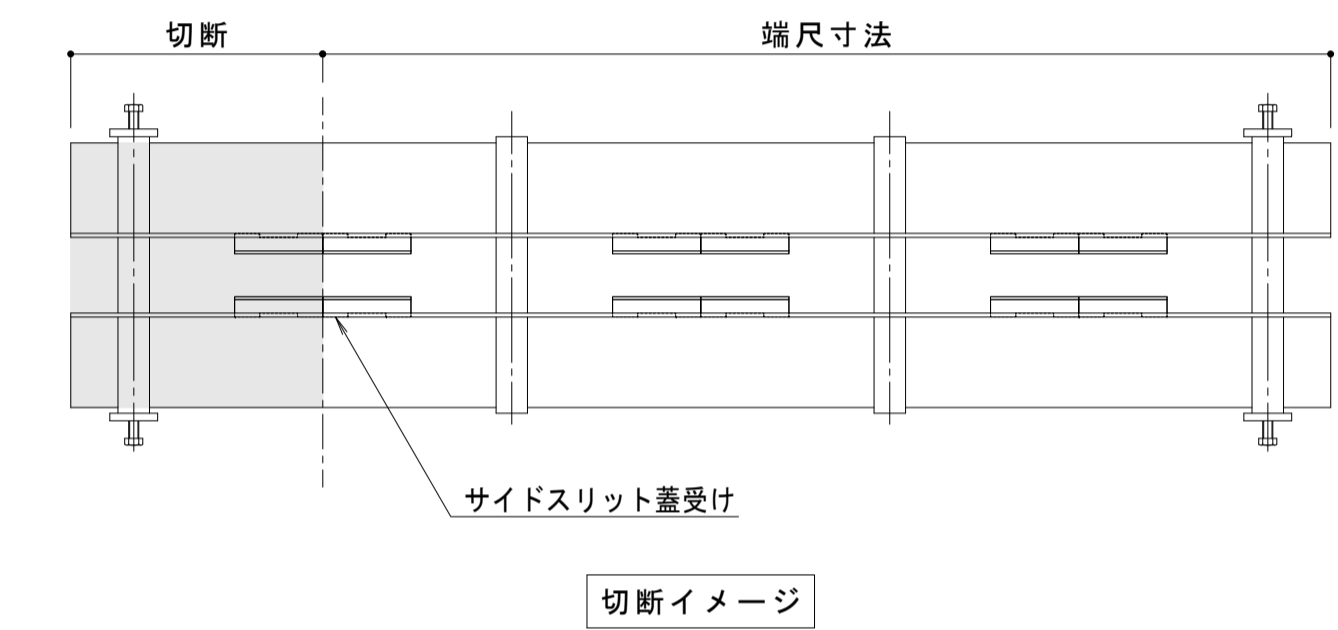 切断
端尺寸法
サイドスリット蓋受け
切断イメージ